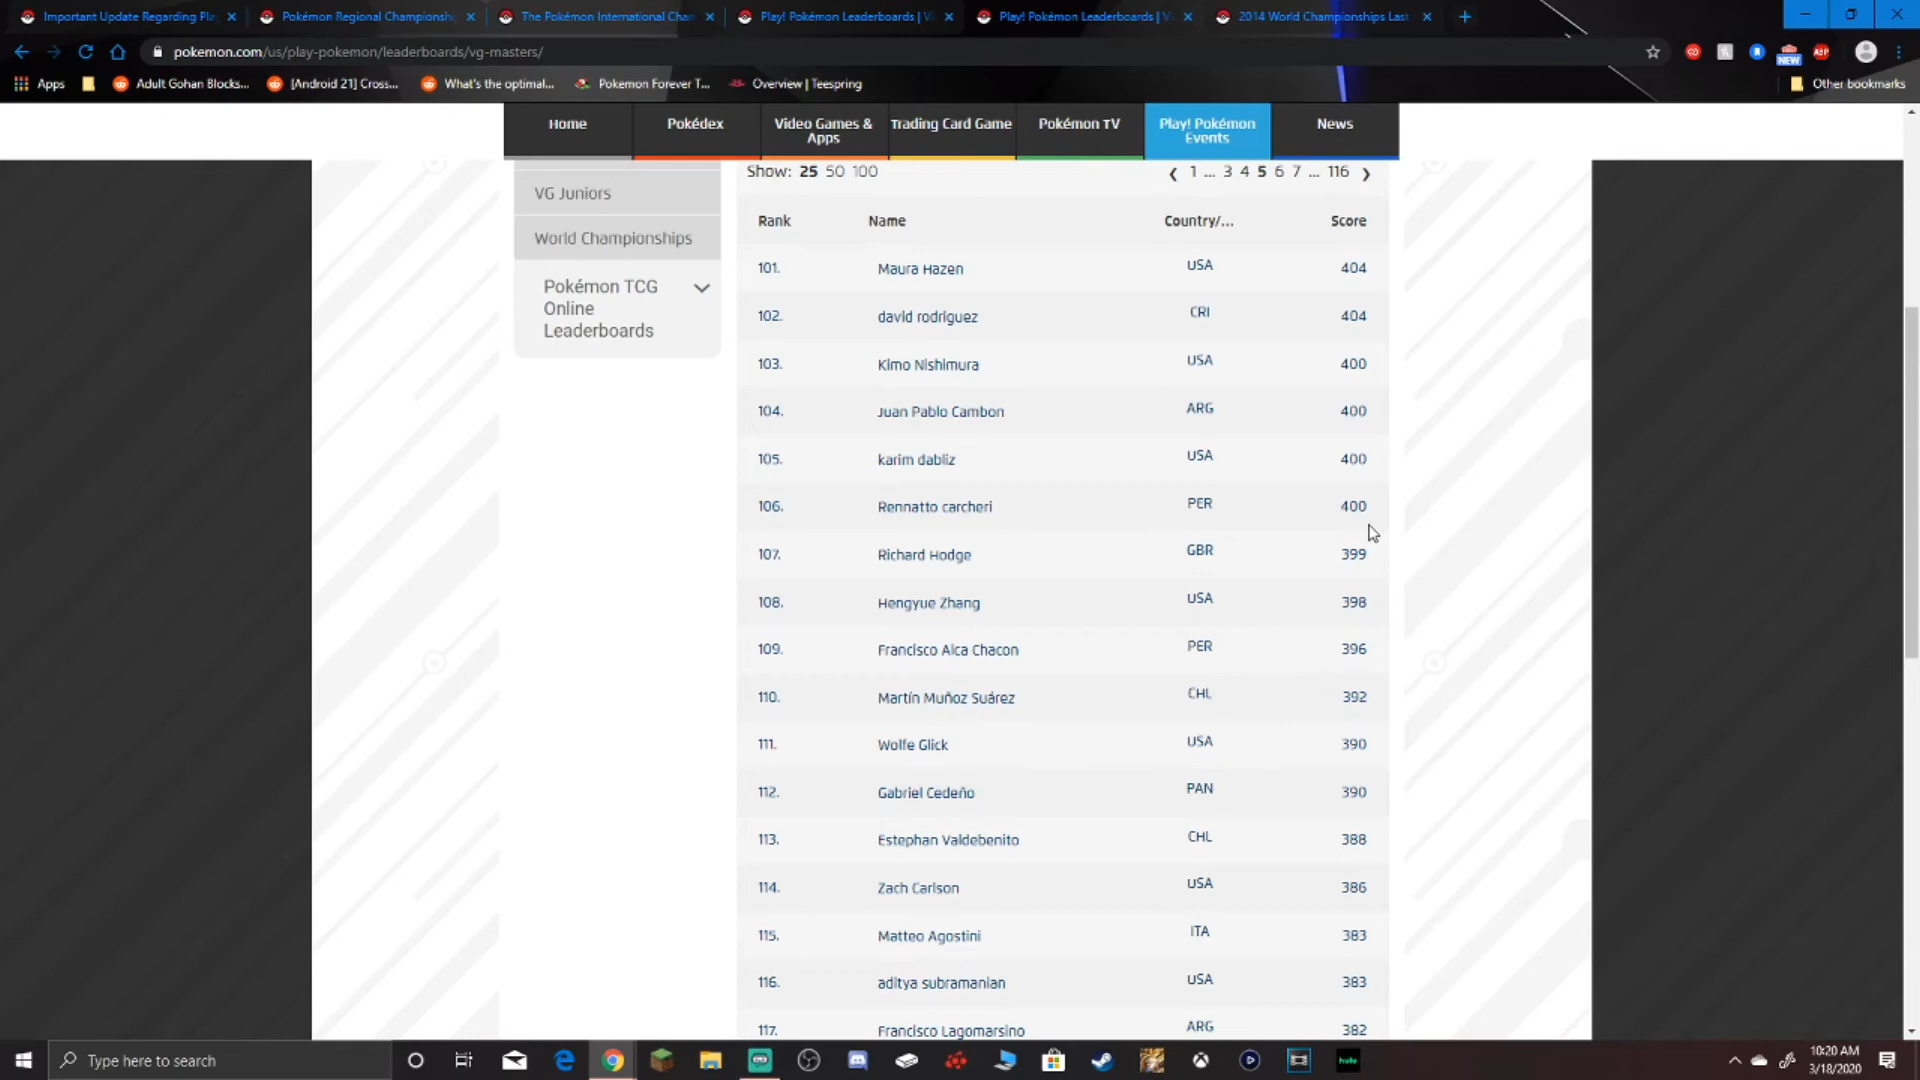 Important Update Regarding Pla
Pokémon Regional Championshi
The Pokémon International Cham
Play! Pokémon Leaderboards | Vi
Play! Pokémon Leaderboards | Vi
2014 World Championships Last
pokemon.com/us/play-pokemon/leaderboards/vg-masters/
Apps
Adult Gohan Blocks...
[Android 21] Cross...
What's the optimal...
Pokemon Forever T...
Overview | Teespring
NEW
Other bookmarks
Home
Pokédex
Video Games & Apps
Trading Card Game
Pokémon TV
Play! Pokémon Events
News
VG Juniors
World Championships
Pokémon TCG
Online
Leaderboards
Show: 25 50 100
1 ... 3 4 5 6 7 ... 116
Rank Name Country/... Score
101. Maura Hazen USA 404
102. david rodriguez CRI 404
103. Kimo Nishimura USA 400
104. Juan Pablo Cambon ARG 400
105. karim dabliz USA 400
106. Rennatto carcheri PER 400
107. Richard Hodge GBR 399
108. Hengyue Zhang USA 398
109. Francisco Alca Chacon PER 396
110. Martín Muñoz Suárez CHL 392
111. Wolfe Glick USA 390
112. Gabriel Cedeño PAN 390
113. Estephan Valdebenito CHL 388
114. Zach Carlson USA 386
115. Matteo Agostini ITA 383
116. aditya subramanian USA 383
117. Francisco Lagomarsino ARG 382
Type here to search
hulu
10:20 AM
3/18/2020